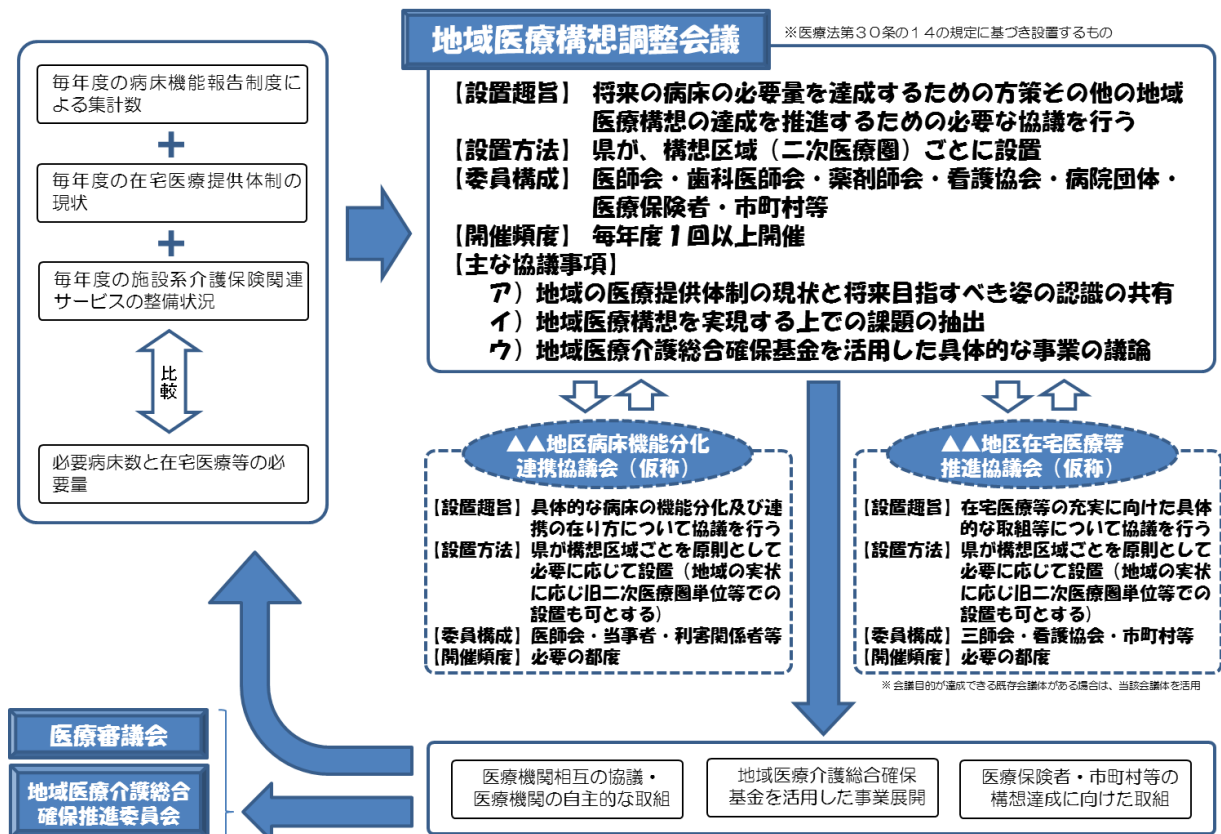 地域医療構想調整会議
※医療法第３０条の１４の規定に基づき設置するもの
毎年度の病床機能報告制度に
よる集計数
＋
毎年度の在宅医療提供体制の
現状
＋
毎年度の施設系介護保険関連
サービスの整備状況
比較
必要病床数と在宅医療等の必
要量
【設置趣旨】 将来の病床の必要量を達成するための方策その他の地域
医療構想の達成を推進するための必要な協議を行う
【設置方法】 県が、構想区域（二次医療圏）ごとに設置
【委員構成】 医師会・歯科医師会・薬剤師会・看護協会・病院団体・
医療保険者・市町村等
【開催頻度】 毎年度１回以上開催
【主な協議事項】
ア）地域の医療提供体制の現状と将来目指すべき姿の認識の共有
イ）地域医療構想を実現する上での課題の抽出
ウ）地域医療介護総合確保基金を活用した具体的な事業の議論
▲▲地区病床機能分化
連携協議会（仮称）
【設置趣旨】 具体的な病床の機能分化及び連
携の在り方について協議を行う
【設置方法】 県が構想区域ごとを原則として
必要に応じて設置（地域の実状
に応じ旧二次医療圏単位等での
設置も可とする）
【委員構成】 医師会・当事者・利害関係者等
【開催頻度】 必要の都度
▲▲地区在宅医療等
推進協議会（仮称）
【設置趣旨】 在宅医療等の充実に向けた具体
的な取組等について協議を行う
【設置方法】 県が構想区域ごとを原則として
必要に応じて設置（地域の実状
に応じ旧二次医療圏単位等での
設置も可とする）
【委員構成】 三師会・看護協会・市町村等
【開催頻度】 必要の都度
※ 会議目的が達成できる既存会議体がある場合は、当該会議体を活用
医療審議会
地域医療介護総合
確保推進委員会
医療機関相互の協議・
医療機関の自主的な取組
地域医療介護総合確保
基金を活用した事業展開
医療保険者・市町村等の
構想達成に向けた取組